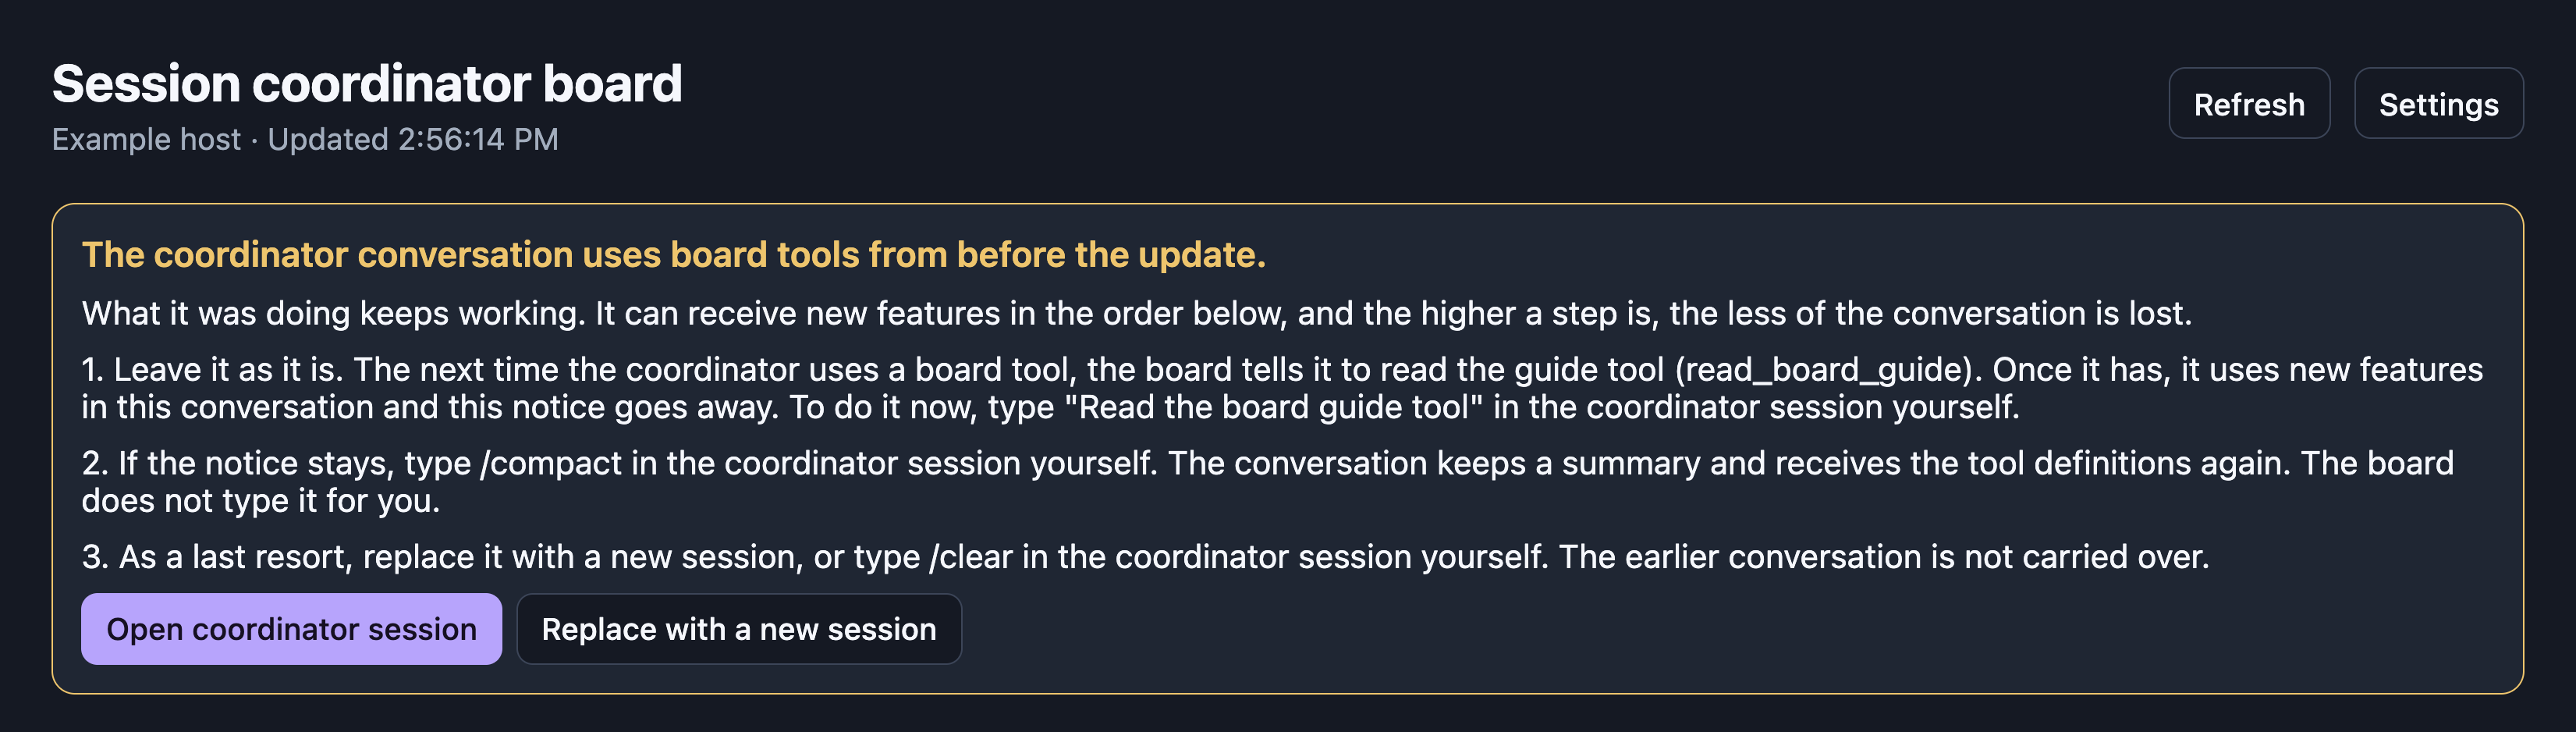 Session coordinator board
Example host · Updated 2:56:14 PM
Refresh
Settings
The coordinator conversation uses board tools from before the update.
What it was doing keeps working. It can receive new features in the order below, and the higher a step is, the less of the conversation is lost.
1. Leave it as it is. The next time the coordinator uses a board tool, the board tells it to read the guide tool (read_board_guide). Once it has, it uses new features
in this conversation and this notice goes away. To do it now, type "Read the board guide tool" in the coordinator session yourself.
2. If the notice stays, type /compact in the coordinator session yourself. The conversation keeps a summary and receives the tool definitions again. The board
does not type it for you.
3. As a last resort, replace it with a new session, or type /clear in the coordinator session yourself. The earlier conversation is not carried over.
Open coordinator session
Replace with a new session